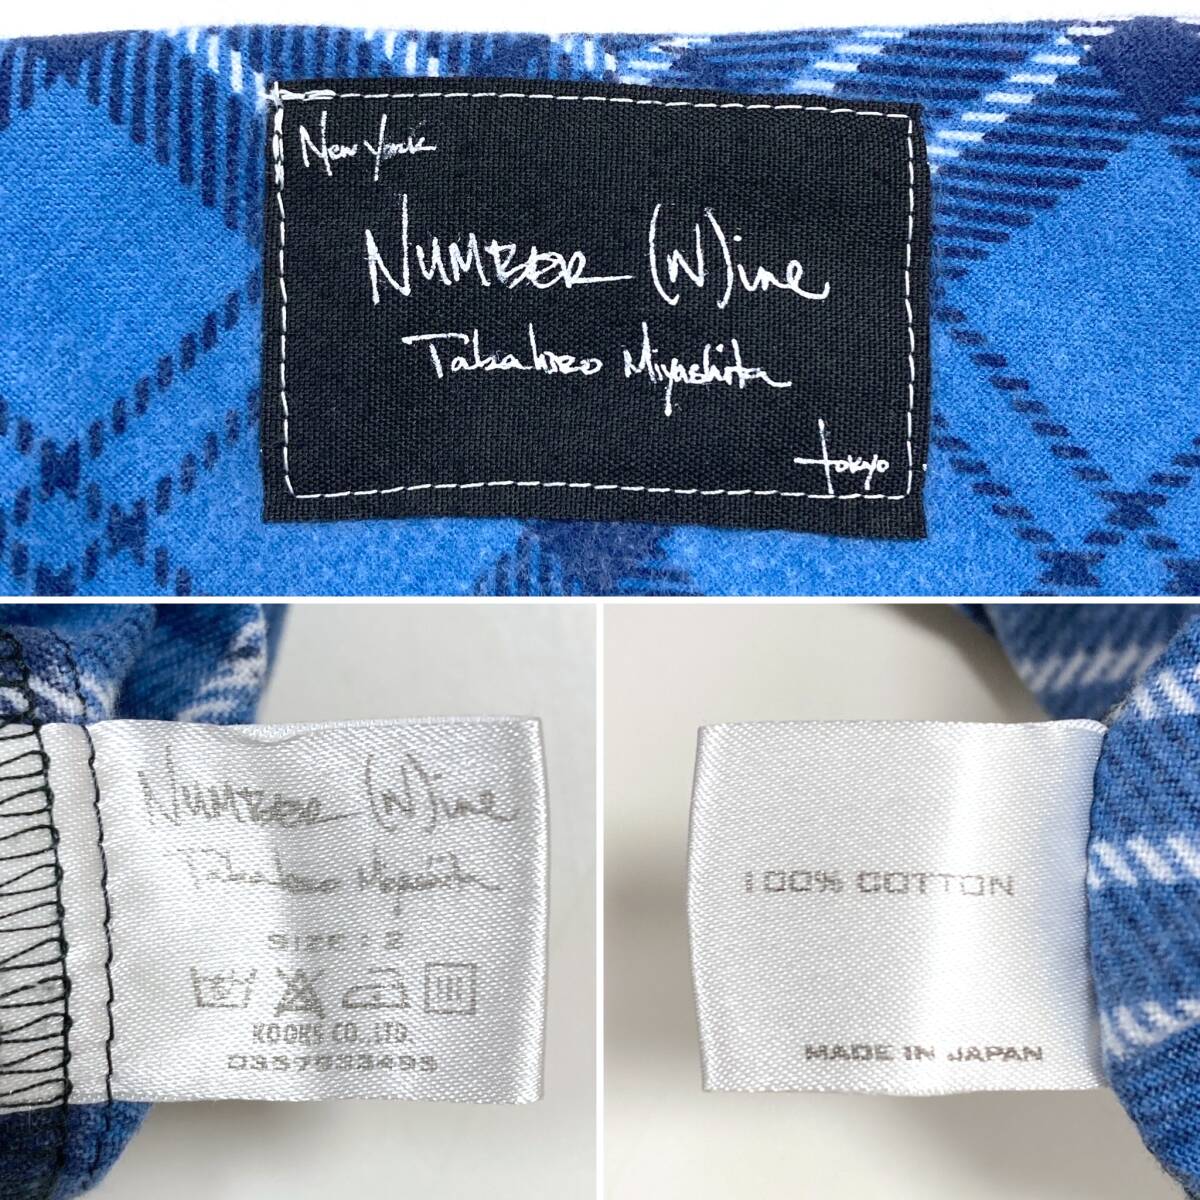 New York
NUMBER (N)ine
Takahiro Miyashita
tokyo
NUMBER (N)ine
Takahiro Miyashita
SIZE : 2
KOOKS CO.,LTD.
0357933493
100% COTTON
MADE IN JAPAN